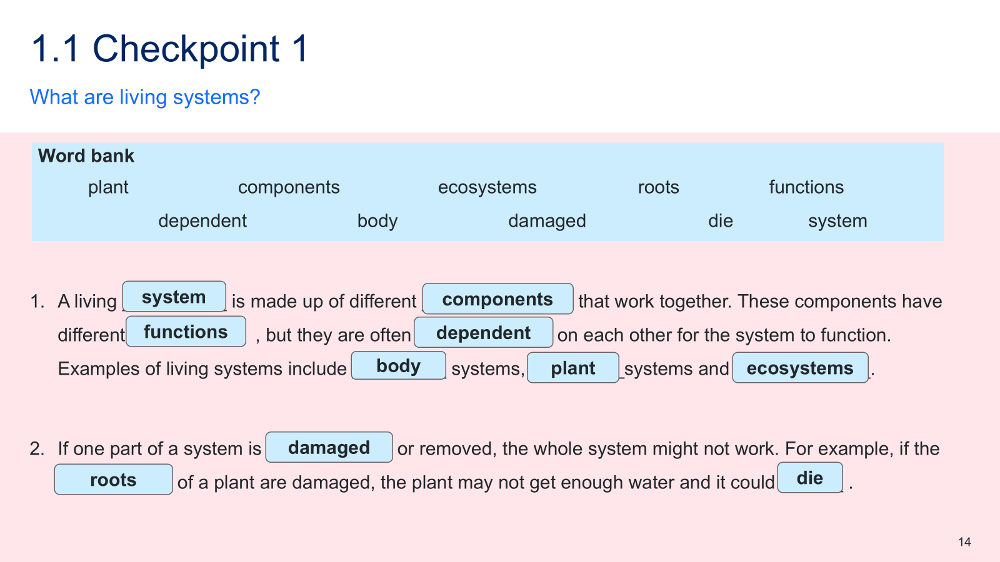 1.1 Checkpoint 1
What are living systems?
Word bank
plant components ecosystems roots functions
dependent body damaged die system
1. A living system is made up of different components that work together. These components have
different functions , but they are often dependent on each other for the system to function.
Examples of living systems include body systems, plant systems and ecosystems.
2. If one part of a system is damaged or removed, the whole system might not work. For example, if the
roots of a plant are damaged, the plant may not get enough water and it could die .
14